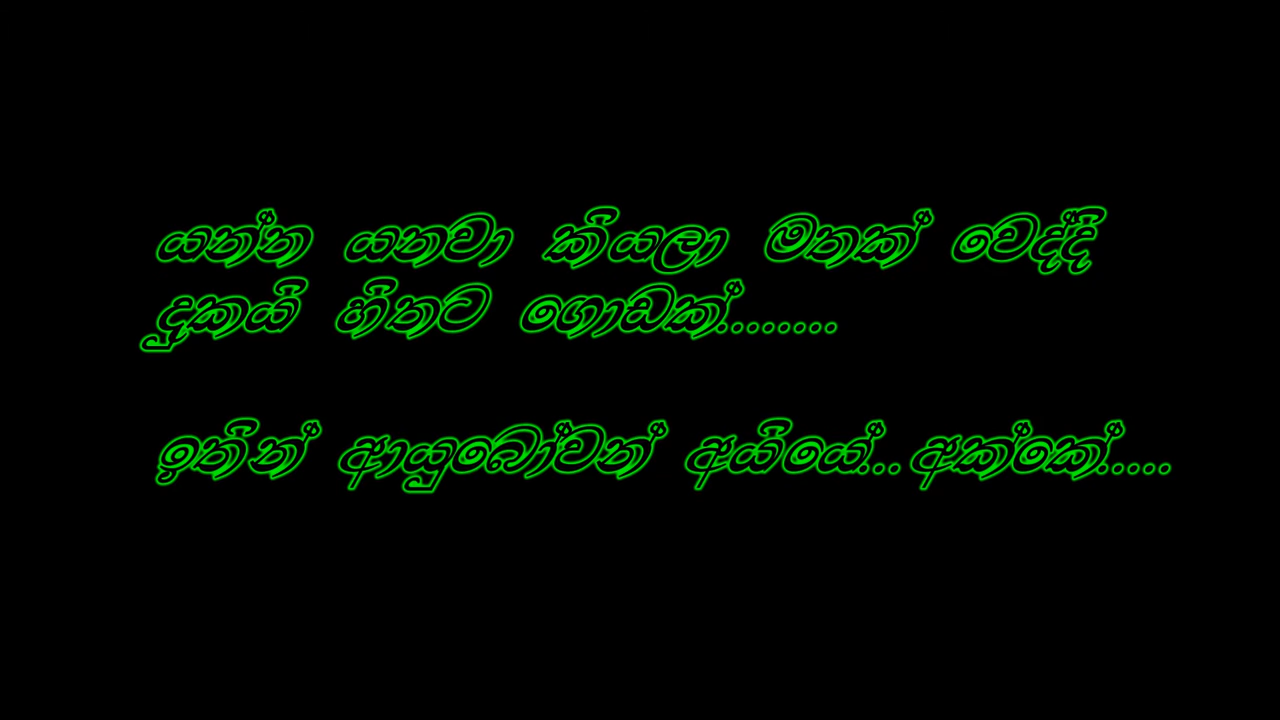 යන්න යනවා කියලා මතක් වෙද්දි
දුකයි හිතට ගොඩක්........
ඉතින් ආයුබෝවන් අයියේ... අක්කේ.....